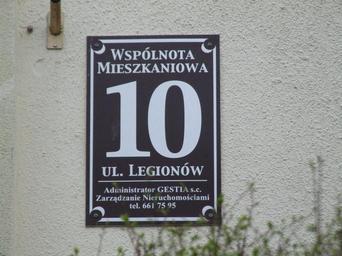 WSPÓLNOTA
MIESZKANIOWA
10
UL. LEGIONÓW
Administrator GESTIA s.c.
Zarządzanie Nieruchomościami
tel. 661 75 95